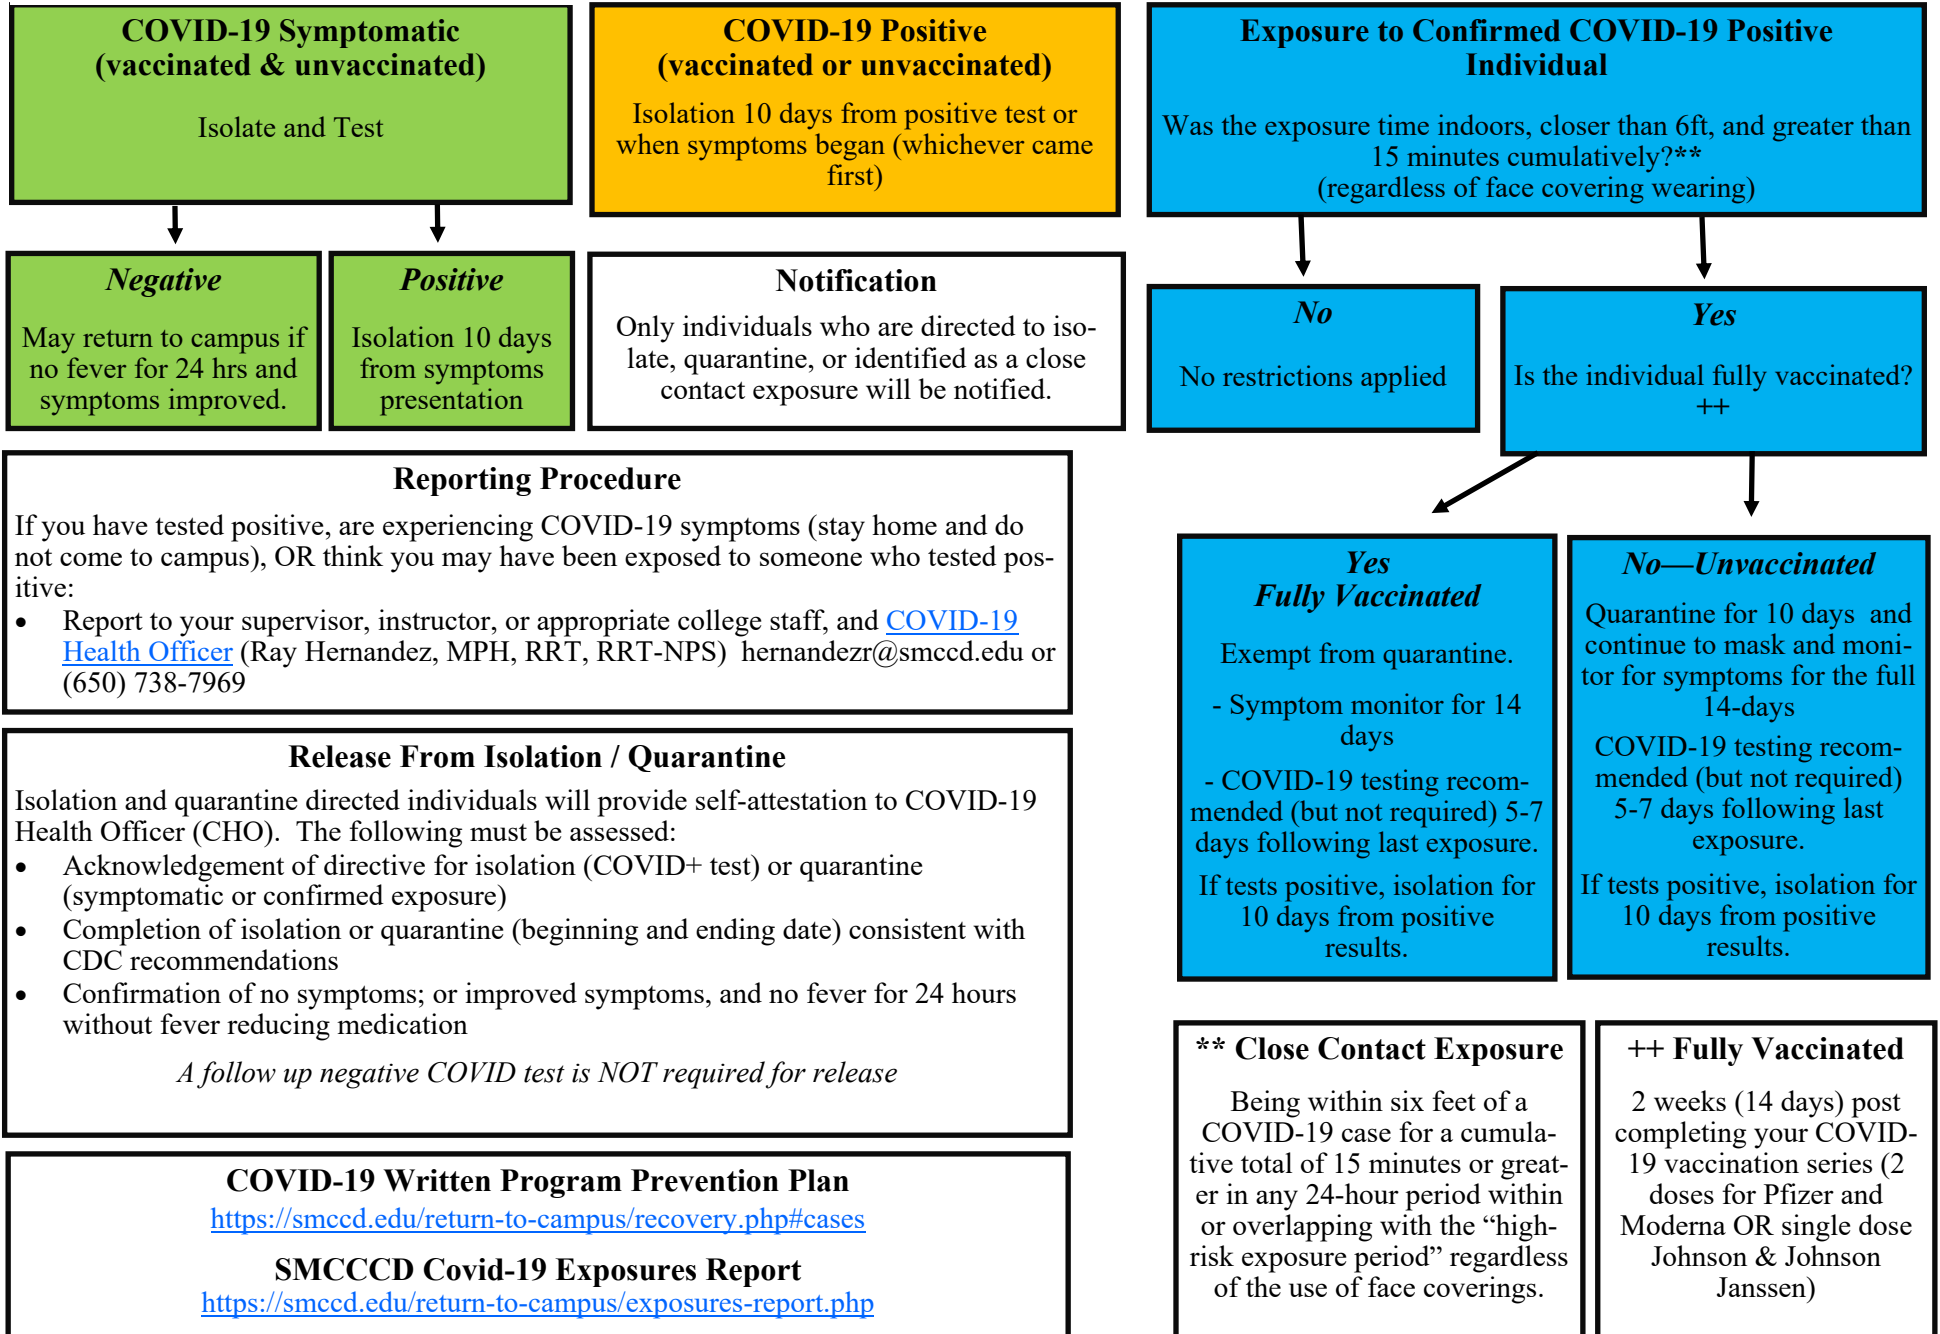 COVID-19 Symptomatic
(vaccinated & unvaccinated)
Isolate and Test
Negative
May return to campus if
no fever for 24 hrs and
symptoms improved.
Positive
Isolation 10 days
from symptoms
presentation
COVID-19 Positive
(vaccinated or unvaccinated)
Isolation 10 days from positive test or
when symptoms began (whichever came
first)
Notification
Only individuals who are directed to iso-
late, quarantine, or identified as a close
contact exposure will be notified.
Reporting Procedure
If you have tested positive, are experiencing COVID-19 symptoms (stay home and do
not come to campus), OR think you may have been exposed to someone who tested pos-
itive:
• Report to your supervisor, instructor, or appropriate college staff, and COVID-19
Health Officer (Ray Hernandez, MPH, RRT, RRT-NPS)  hernandezr@smccd.edu or
(650) 738-7969
Release From Isolation / Quarantine
Isolation and quarantine directed individuals will provide self-attestation to COVID-19
Health Officer (CHO).  The following must be assessed:
• Acknowledgement of directive for isolation (COVID+ test) or quarantine
(symptomatic or confirmed exposure)
• Completion of isolation or quarantine (beginning and ending date) consistent with
CDC recommendations
• Confirmation of no symptoms; or improved symptoms, and no fever for 24 hours
without fever reducing medication
A follow up negative COVID test is NOT required for release
COVID-19 Written Program Prevention Plan
https://smccd.edu/return-to-campus/recovery.php#cases
SMCCCD Covid-19 Exposures Report
https://smccd.edu/return-to-campus/exposures-report.php
Exposure to Confirmed COVID-19 Positive
Individual
Was the exposure time indoors, closer than 6ft, and greater than
15 minutes cumulatively?**
(regardless of face covering wearing)
No
No restrictions applied
Yes
Is the individual fully vaccinated?
++
Yes
Fully Vaccinated
Exempt from quarantine.
- Symptom monitor for 14
days
- COVID-19 testing recom-
mended (but not required) 5-7
days following last exposure.
If tests positive, isolation for
10 days from positive
results.
No—Unvaccinated
Quarantine for 10 days  and
continue to mask and moni-
tor for symptoms for the full
14-days
COVID-19 testing recom-
mended (but not required)
5-7 days following last
exposure.
If tests positive, isolation for
10 days from positive
results.
** Close Contact Exposure
Being within six feet of a
COVID-19 case for a cumula-
tive total of 15 minutes or great-
er in any 24-hour period within
or overlapping with the “high-
risk exposure period” regardless
of the use of face coverings.
++ Fully Vaccinated
2 weeks (14 days) post
completing your COVID-
19 vaccination series (2
doses for Pfizer and
Moderna OR single dose
Johnson & Johnson
Janssen)